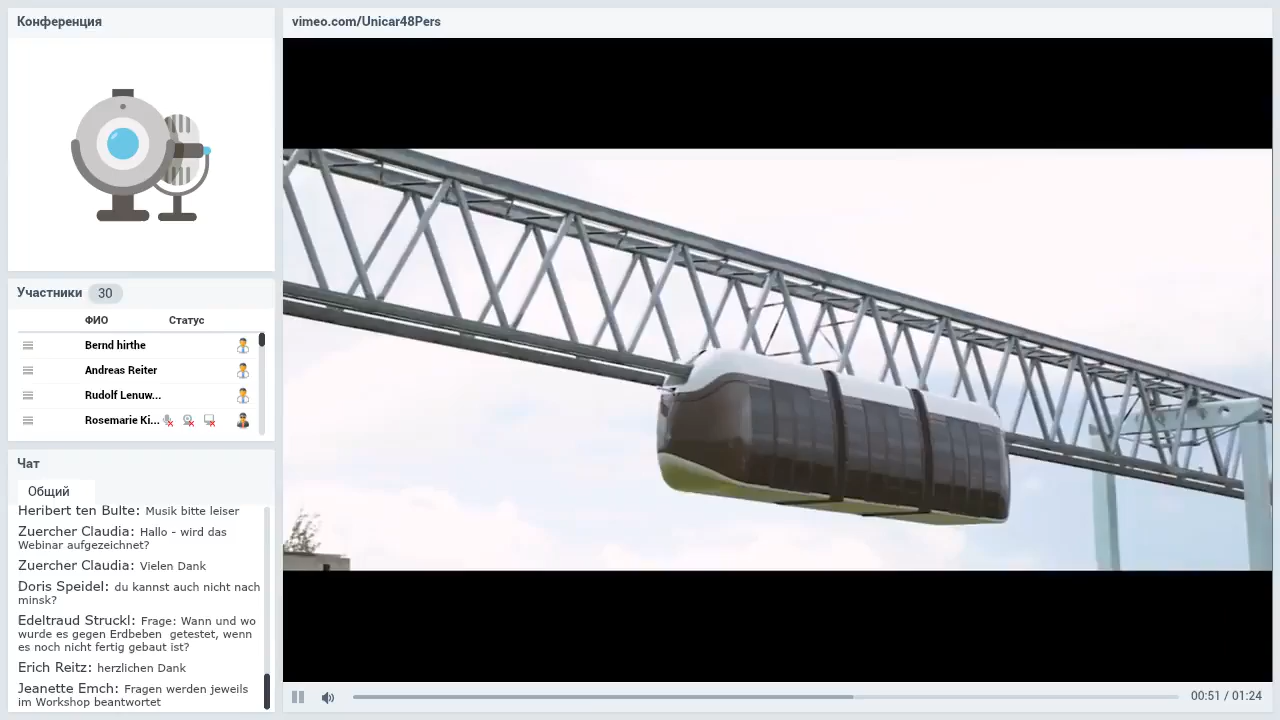 Конференция
vimeo.com/Unicar48Pers
Участники 30
ФИО Статус
Bernd hirthe
Andreas Reiter
Rudolf Lenuw...
Rosemarie Ki...
Чат
Общий
Heribert ten Bulte: Musik bitte leiser
Zuercher Claudia: Hallo - wird das
Webinar aufgezeichnet?
Zuercher Claudia: Vielen Dank
Doris Speidel: du kannst auch nicht nach
minsk?
Edeltraud Struckl: Frage: Wann und wo
wurde es gegen Erdbeben getestet, wenn
es noch nicht fertig gebaut ist?
Erich Reitz: herzlichen Dank
Jeanette Emch: Fragen werden jeweils
im Workshop beantwortet
00:51 / 01:24